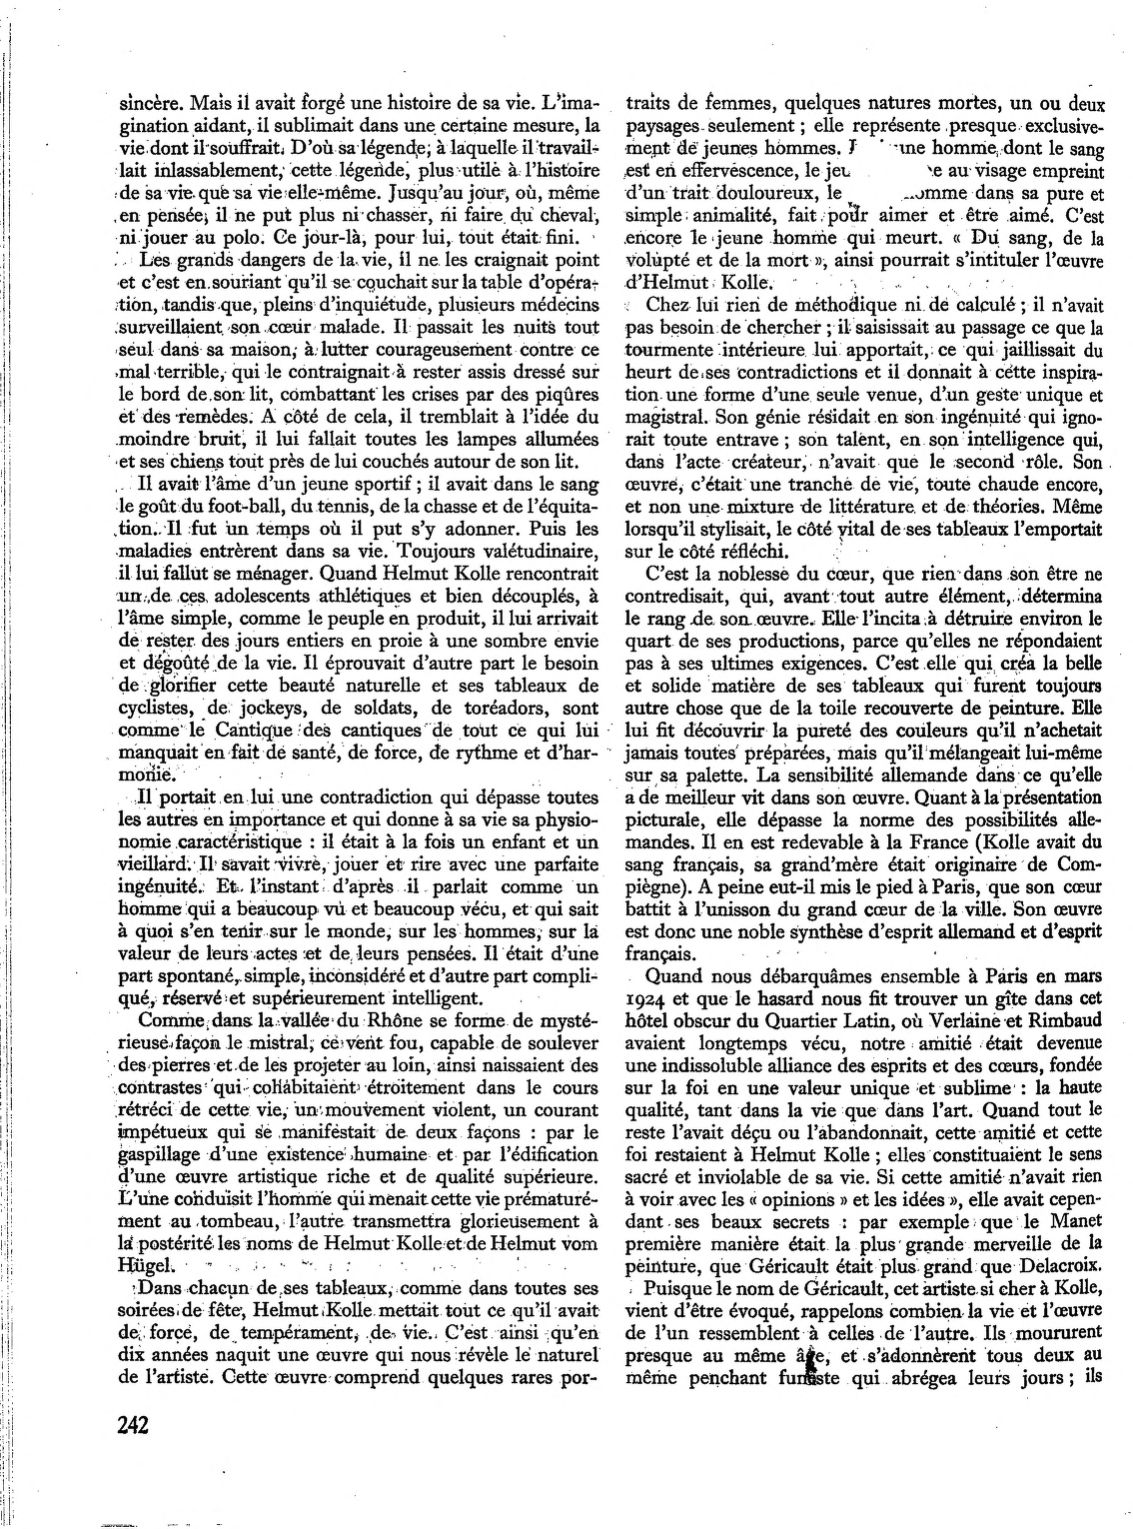 sincère. Mais il avait forgé une histoire de sa vie. L'ima-
gination aidant, il sublimait dans une certaine mesure, la
vie dont il souffrait. D'où sa légende, à laquelle il travail-
lait inlassablement, cette légende, plus utile à l'histoire
de sa vie que sa vie elle-même. Jusqu'au jour, où, même
en pensée, il ne put plus ni chasser, ni faire du cheval,
ni jouer au polo. Ce jour-là, pour lui, tout était fini.
Les grands dangers de la vie, il ne les craignait point
et c'est en souriant qu'il se couchait sur la table d'opéra-
tion, tandis que, pleins d'inquiétude, plusieurs médecins
surveillaient son cœur malade. Il passait les nuits tout
seul dans sa maison, à lutter courageusement contre ce
mal terrible, qui le contraignait à rester assis dressé sur
le bord de son lit, combattant les crises par des piqûres
et des remèdes. A côté de cela, il tremblait à l'idée du
moindre bruit, il lui fallait toutes les lampes allumées
et ses chiens tout près de lui couchés autour de son lit.
Il avait l'âme d'un jeune sportif ; il avait dans le sang
le goût du foot-ball, du tennis, de la chasse et de l'équita-
tion. Il fut un temps où il put s'y adonner. Puis les
maladies entrèrent dans sa vie. Toujours valétudinaire,
il lui fallut se ménager. Quand Helmut Kolle rencontrait
un de ces adolescents athlétiques et bien découplés, à
l'âme simple, comme le peuple en produit, il lui arrivait
de rester des jours entiers en proie à une sombre envie
et dégoûté de la vie. Il éprouvait d'autre part le besoin
de glorifier cette beauté naturelle et ses tableaux de
cyclistes, de jockeys, de soldats, de toréadors, sont
comme le Cantique des cantiques de tout ce qui lui
manquait en fait de santé, de force, de rythme et d'har-
monie.
Il portait en lui une contradiction qui dépasse toutes
les autres en importance et qui donne à sa vie sa physio-
nomie caractéristique : il était à la fois un enfant et un
vieillard. Il savait vivre, jouer et rire avec une parfaite
ingénuité. Et l'instant d'après il parlait comme un
homme qui a beaucoup vu et beaucoup vécu, et qui sait
à quoi s'en tenir sur le monde, sur les hommes, sur la
valeur de leurs actes et de leurs pensées. Il était d'une
part spontané, simple, inconsidéré et d'autre part compli-
qué, réservé et supérieurement intelligent.
Comme dans la vallée du Rhône se forme de mysté-
rieuse façon le mistral, ce vent fou, capable de soulever
des pierres et de les projeter au loin, ainsi naissaient des
contrastes qui cohabitaient étroitement dans le cours
rétréci de cette vie, un mouvement violent, un courant
impétueux qui se manifestait de deux façons : par le
gaspillage d'une existence humaine et par l'édification
d'une œuvre artistique riche et de qualité supérieure.
L'une conduisit l'homme qui menait cette vie prématuré-
ment au tombeau, l'autre transmettra glorieusement à
la postérité les noms de Helmut Kolle et de Helmut vom
Hügel.
Dans chacun de ses tableaux, comme dans toutes ses
soirées de fête, Helmut Kolle mettait tout ce qu'il avait
de force, de tempérament, de vie. C'est ainsi qu'en
dix années naquit une œuvre qui nous révèle le naturel
de l'artiste. Cette œuvre comprend quelques rares por-
traits de femmes, quelques natures mortes, un ou deux
paysages seulement ; elle représente presque exclusive-
ment de jeunes hommes. une homme, dont le sang
est en effervescence, le au visage empreint
d'un trait douloureux, le dans sa pure et
simple animalité, fait pour aimer et être aimé. C'est
encore le jeune homme qui meurt. « Du sang, de la
volupté et de la mort », ainsi pourrait s'intituler l'œuvre
d'Helmut Kolle.
Chez lui rien de méthodique ni de calculé ; il n'avait
pas besoin de chercher ; il saisissait au passage ce que la
tourmente intérieure lui apportait, ce qui jaillissait du
heurt de ses contradictions et il donnait à cette inspira-
tion une forme d'une seule venue, d'un geste unique et
magistral. Son génie résidait en son ingénuité qui igno-
rait toute entrave ; son talent, en son intelligence qui,
dans l'acte créateur, n'avait que le second rôle. Son
œuvre, c'était une tranche de vie, toute chaude encore,
et non une mixture de littérature et de théories. Même
lorsqu'il stylisait, le côté vital de ses tableaux l'emportait
sur le côté réfléchi.
C'est la noblesse du cœur, que rien dans son être ne
contredisait, qui, avant tout autre élément, détermina
le rang de son œuvre. Elle l'incita à détruire environ le
quart de ses productions, parce qu'elles ne répondaient
pas à ses ultimes exigences. C'est elle qui créa la belle
et solide matière de ses tableaux qui furent toujours
autre chose que de la toile recouverte de peinture. Elle
lui fit découvrir la pureté des couleurs qu'il n'achetait
jamais toutes préparées, mais qu'il mélangeait lui-même
sur sa palette. La sensibilité allemande dans ce qu'elle
a de meilleur vit dans son œuvre. Quant à la présentation
picturale, elle dépasse la norme des possibilités alle-
mandes. Il en est redevable à la France (Kolle avait du
sang français, sa grand'mère était originaire de Com-
piègne). A peine eut-il mis le pied à Paris, que son cœur
battit à l'unisson du grand cœur de la ville. Son œuvre
est donc une noble synthèse d'esprit allemand et d'esprit
français.
Quand nous débarquâmes ensemble à Paris en mars
1924 et que le hasard nous fit trouver un gîte dans cet
hôtel obscur du Quartier Latin, où Verlaine et Rimbaud
avaient longtemps vécu, notre amitié était devenue
une indissoluble alliance des esprits et des cœurs, fondée
sur la foi en une valeur unique et sublime : la haute
qualité, tant dans la vie que dans l'art. Quand tout le
reste l'avait déçu ou l'abandonnait, cette amitié et cette
foi restaient à Helmut Kolle ; elles constituaient le sens
sacré et inviolable de sa vie. Si cette amitié n'avait rien
à voir avec les « opinions » et les idées », elle avait cepen-
dant ses beaux secrets : par exemple que le Manet
première manière était la plus grande merveille de la
peinture, que Géricault était plus grand que Delacroix.
Puisque le nom de Géricault, cet artiste si cher à Kolle,
vient d'être évoqué, rappelons combien la vie et l'œuvre
de l'un ressemblent à celles de l'autre. Ils moururent
presque au même âge, et s'adonnèrent tous deux au
même penchant funeste qui abrégea leurs jours ; ils
242